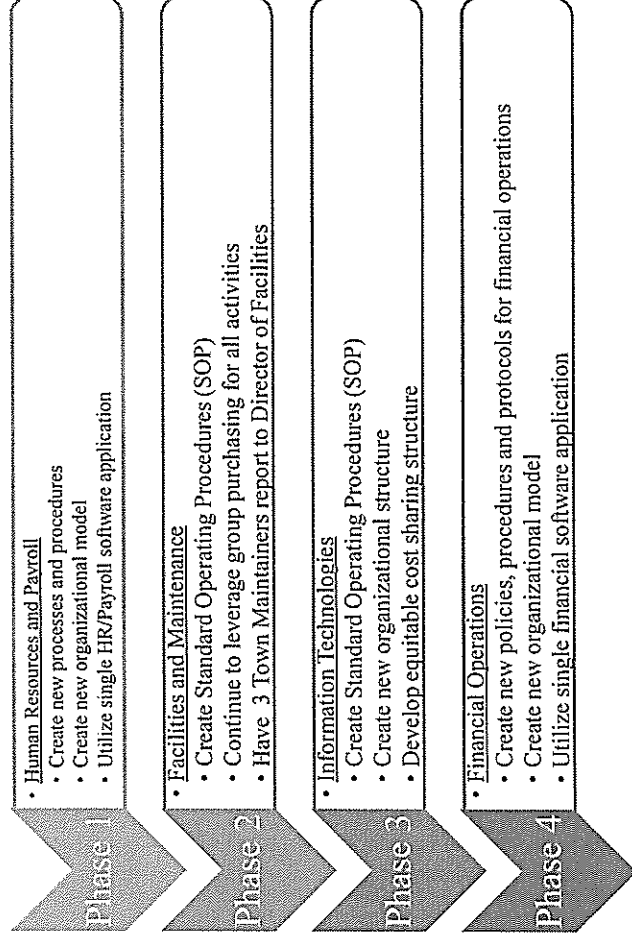 Phase 1
• Human Resources and Payroll
• Create new processes and procedures
• Create new organizational model
• Utilize single HR/Payroll software application
Phase 2
• Facilities and Maintenance
• Create Standard Operating Procedures (SOP)
• Continue to leverage group purchasing for all activities
• Have 3 Town Maintainers report to Director of Facilities
Phase 3
• Information Technologies
• Create Standard Operating Procedures (SOP)
• Create new organizational structure
• Develop equitable cost sharing structure
Phase 4
• Financial Operations
• Create new policies, procedures and protocols for financial operations
• Create new organizational model
• Utilize single financial software application